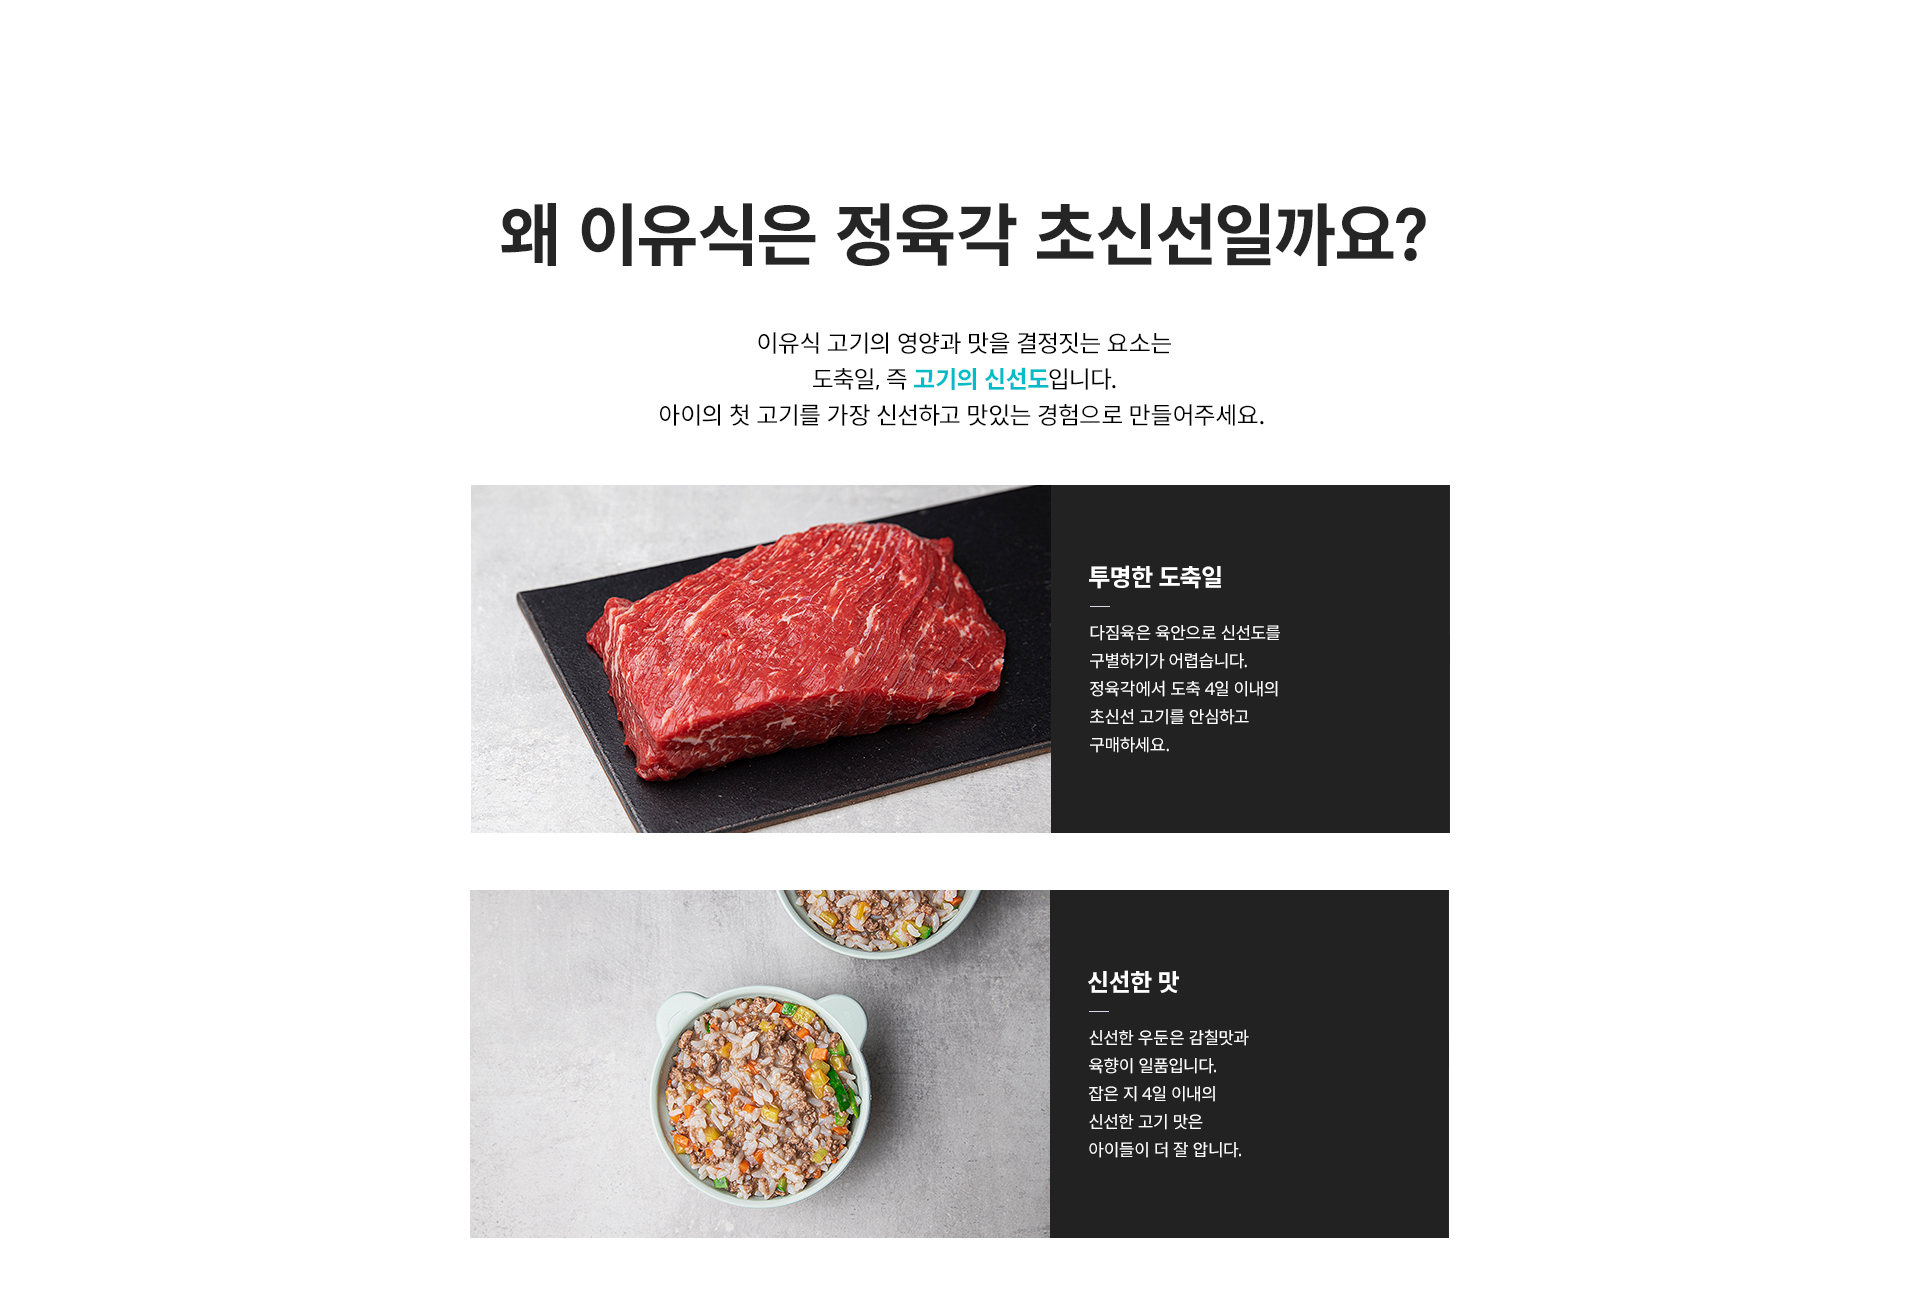 왜 이유식은 정육각 초신선일까요?
이유식 고기의 영양과 맛을 결정짓는 요소는
도축일, 즉 고기의 신선도입니다.
아이의 첫 고기를 가장 신선하고 맛있는 경험으로 만들어주세요.
투명한 도축일
다짐육은 육안으로 신선도를
구별하기가 어렵습니다.
정육각에서 도축 4일 이내의
초신선 고기를 안심하고
구매하세요.
신선한 맛
신선한 우둔은 감칠맛과
육향이 일품입니다.
잡은 지 4일 이내의
신선한 고기 맛은
아이들이 더 잘 압니다.